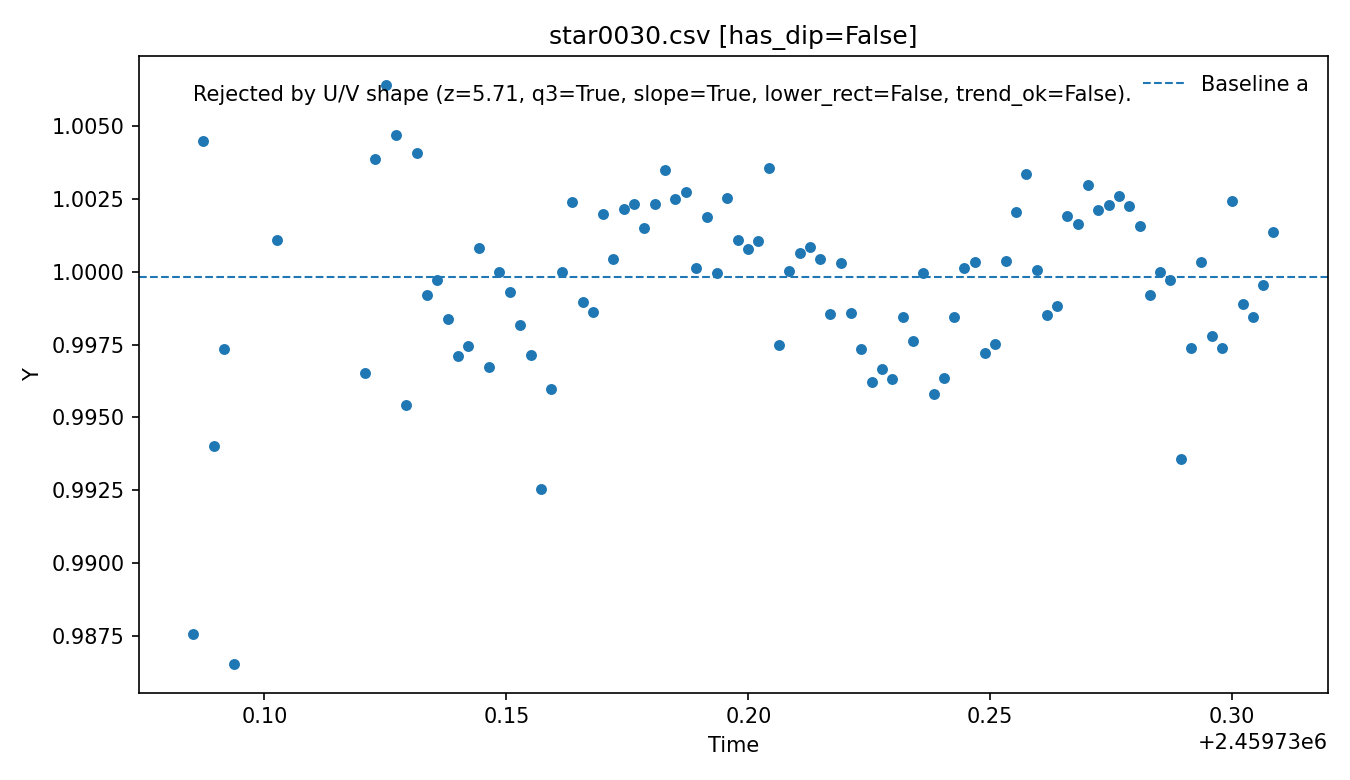 star0030.csv [has_dip=False]
Rejected by U/V shape (z=5.71, q3=True, slope=True, lower_rect=False, trend_ok=False).
Baseline a
1.0050
1.0025
1.0000
0.9975
0.9950
0.9925
0.9900
0.9875
Y
0.10 0.15 0.20 0.25 0.30
Time
+2.45973e6